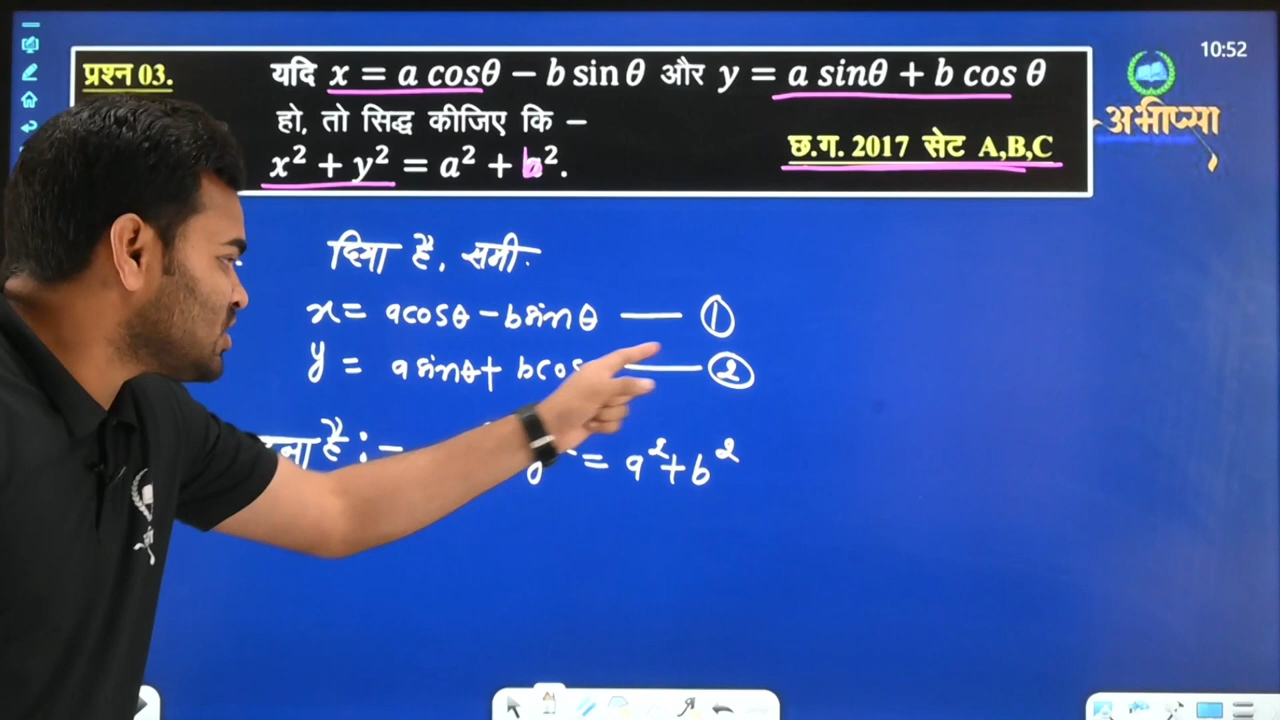 10:52
प्रश्न 03. यदि x = a cosθ − b sin θ और y = a sinθ + b cos θ
हो, तो सिद्ध कीजिए कि −
x² + y² = a² + b².
छ.ग. 2017 सेट A,B,C
अभीप्सा
दिया है, समी.
x = acosθ − bsinθ — ①
y = asinθ + bcos — ②
है :− = a² + b²